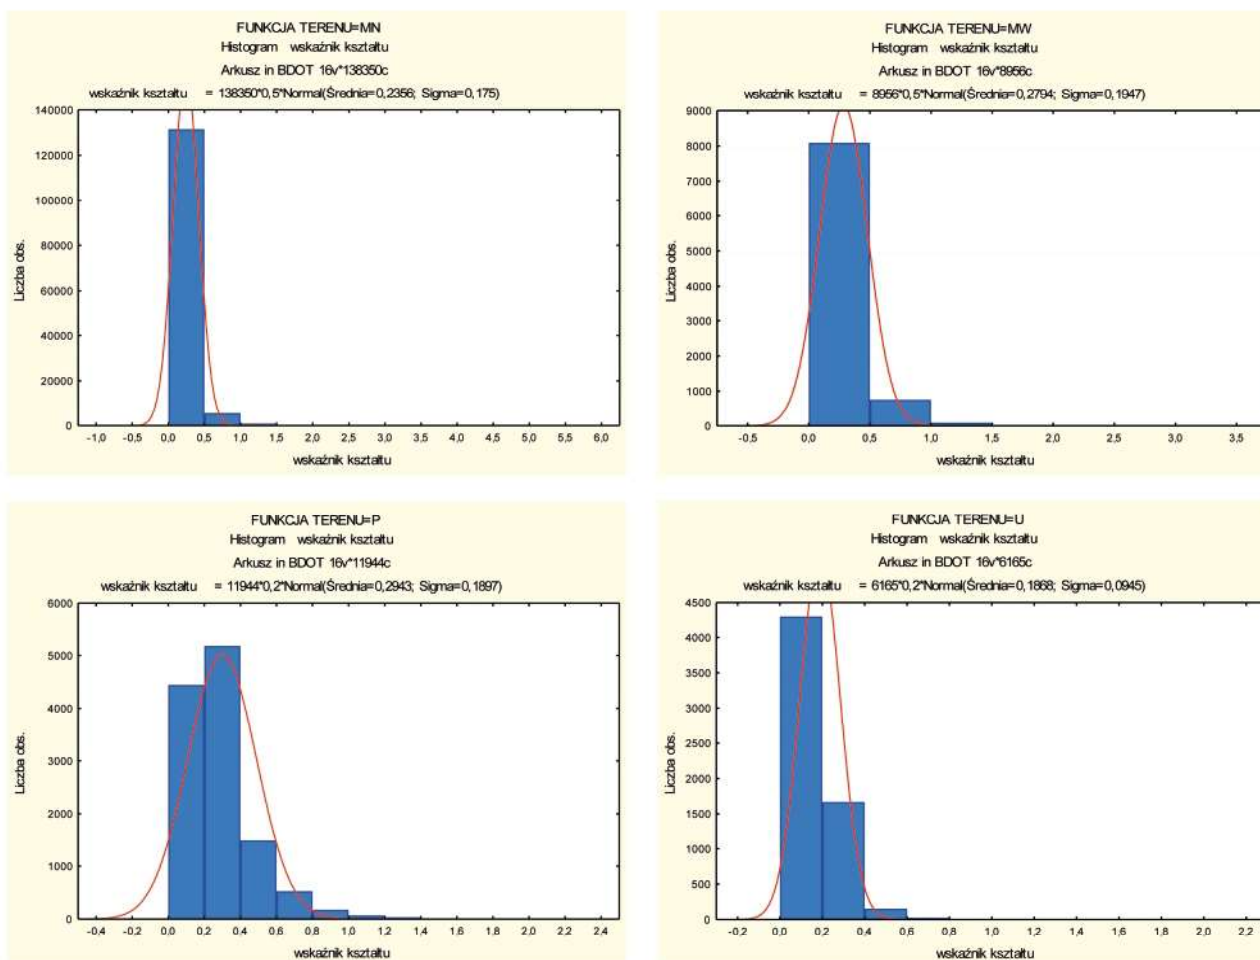 FUNKCJA TERENU=MN
Histogram wskaźnik kształtu
Arkusz in BDOT 16v*138350c
wskaźnik kształtu = 138350*0,5*Normal(Średnia=0,2356; Sigma=0,175)
140000
120000
100000
80000
60000
40000
20000
0
Liczba obs.
-1,0 -0,5 0,0 0,5 1,0 1,5 2,0 2,5 3,0 3,5 4,0 4,5 5,0 5,5 6,0
wskaźnik kształtu
FUNKCJA TERENU=MW
Histogram wskaźnik kształtu
Arkusz in BDOT 16v*8956c
wskaźnik kształtu = 8956*0,5*Normal(Średnia=0,2794; Sigma=0,1947)
9000
8000
7000
6000
5000
4000
3000
2000
1000
0
Liczba obs.
-0,5 0,0 0,5 1,0 1,5 2,0 2,5 3,0 3,5
wskaźnik kształtu
FUNKCJA TERENU=P
Histogram wskaźnik kształtu
Arkusz in BDOT 16v*11944c
wskaźnik kształtu = 11944*0,2*Normal(Średnia=0,2943; Sigma=0,1897)
6000
5000
4000
3000
2000
1000
0
Liczba obs.
-0,4 -0,2 0,0 0,2 0,4 0,6 0,8 1,0 1,2 1,4 1,6 1,8 2,0 2,2 2,4
wskaźnik kształtu
FUNKCJA TERENU=U
Histogram wskaźnik kształtu
Arkusz in BDOT 16v*6165c
wskaźnik kształtu = 6165*0,2*Normal(Średnia=0,1868; Sigma=0,0945)
4500
4000
3500
3000
2500
2000
1500
1000
500
0
Liczba obs.
-0,2 0,0 0,2 0,4 0,6 0,8 1,0 1,2 1,4 1,6 1,8 2,0 2,2
wskaźnik kształtu